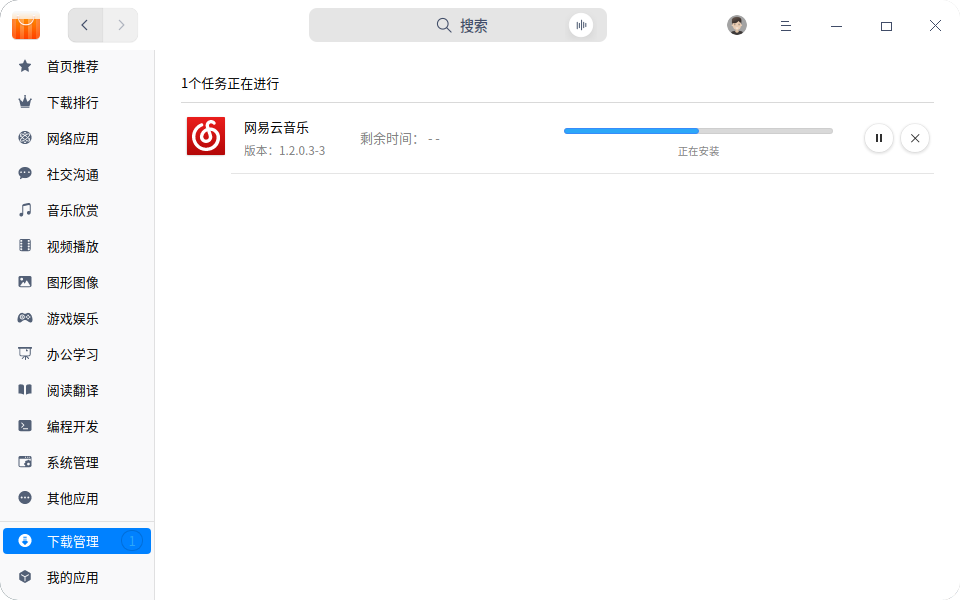 搜索
首页推荐
下载排行
网络应用
社交沟通
音乐欣赏
视频播放
图形图像
游戏娱乐
办公学习
阅读翻译
编程开发
系统管理
其他应用
下载管理 1
我的应用
1个任务正在进行
网易云音乐
版本：1.2.0.3-3
剩余时间： - -
正在安装